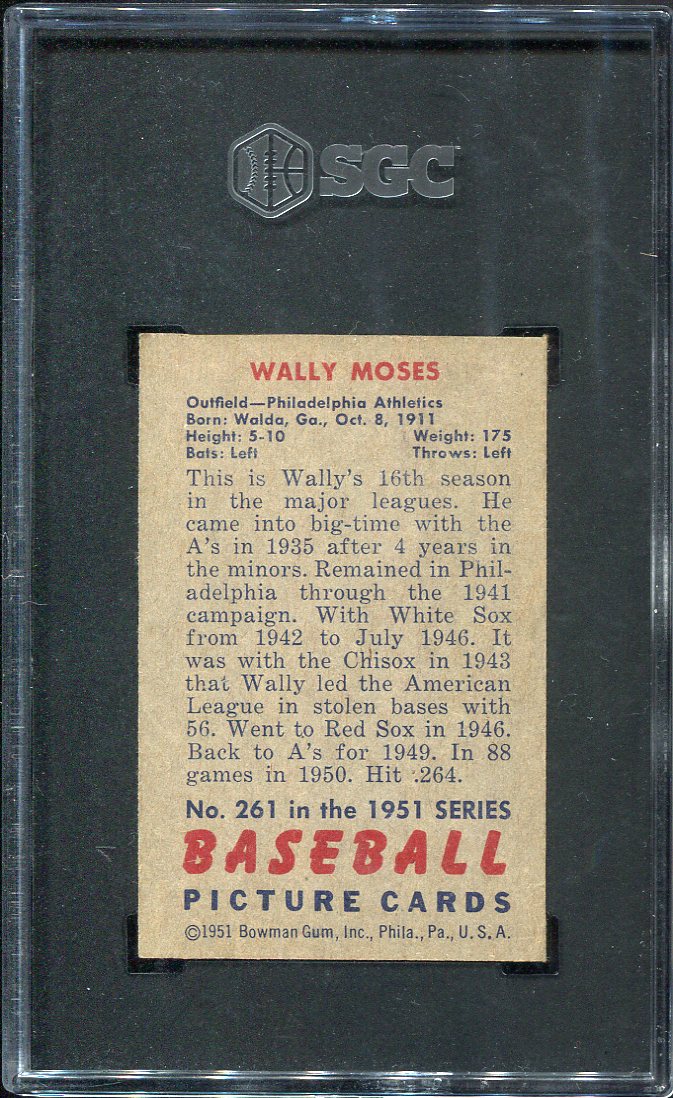 SGC
WALLY MOSES
Outfield—Philadelphia Athletics
Born: Walda, Ga., Oct. 8, 1911
Height: 5-10 Weight: 175
Bats: Left Throws: Left
This is Wally's 16th season
in the major leagues. He
came into big-time with the
A's in 1935 after 4 years in
the minors. Remained in Phil-
adelphia through the 1941
campaign. With White Sox
from 1942 to July 1946. It
was with the Chisox in 1943
that Wally led the American
League in stolen bases with
56. Went to Red Sox in 1946.
Back to A's for 1949. In 88
games in 1950. Hit .264.
No. 261 in the 1951 SERIES
BASEBALL
PICTURE CARDS
©1951 Bowman Gum, Inc., Phila., Pa., U. S. A.